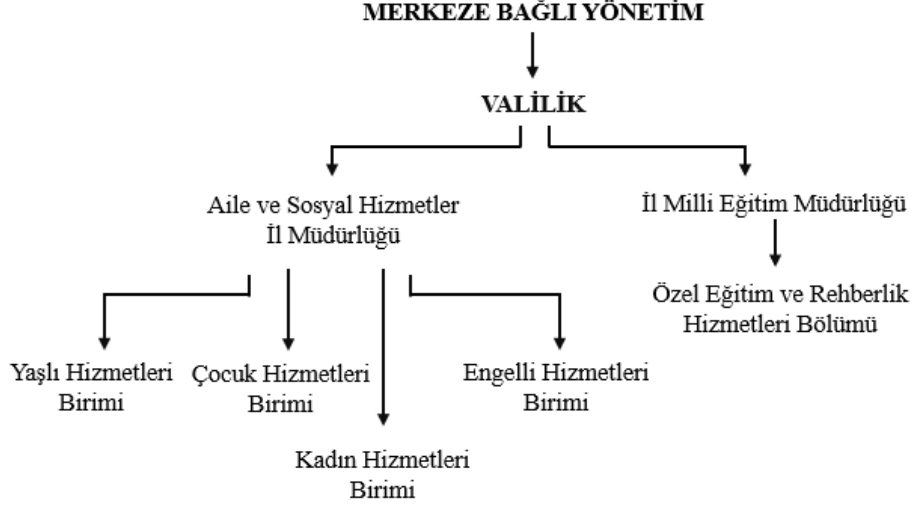 MERKEZE BAĞLI YÖNETİM
VALİLİK
Aile ve Sosyal Hizmetler
İl Müdürlüğü
İl Milli Eğitim Müdürlüğü
Özel Eğitim ve Rehberlik
Hizmetleri Bölümü
Yaşlı Hizmetleri
Birimi
Çocuk Hizmetleri
Birimi
Engelli Hizmetleri
Birimi
Kadın Hizmetleri
Birimi